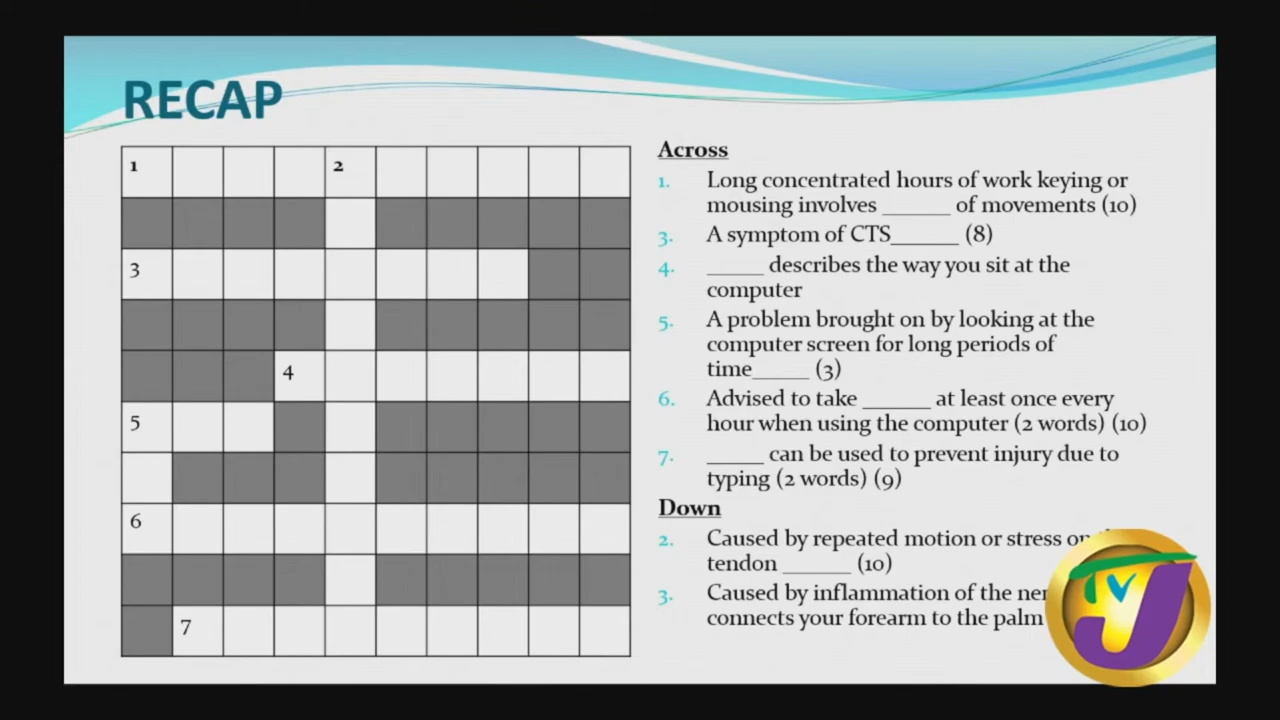 RECAP
1 2
3
4
5
6
7
Across
1. Long concentrated hours of work keying or
mousing involves ______ of movements (10)
3. A symptom of CTS______ (8)
4. _____ describes the way you sit at the
computer
5. A problem brought on by looking at the
computer screen for long periods of
time_____ (3)
6. Advised to take ______ at least once every
hour when using the computer (2 words) (10)
7. _____ can be used to prevent injury due to
typing (2 words) (9)
Down
2. Caused by repeated motion or stress on
tendon ______ (10)
3. Caused by inflammation of the
connects your forearm to the palm
TVJ